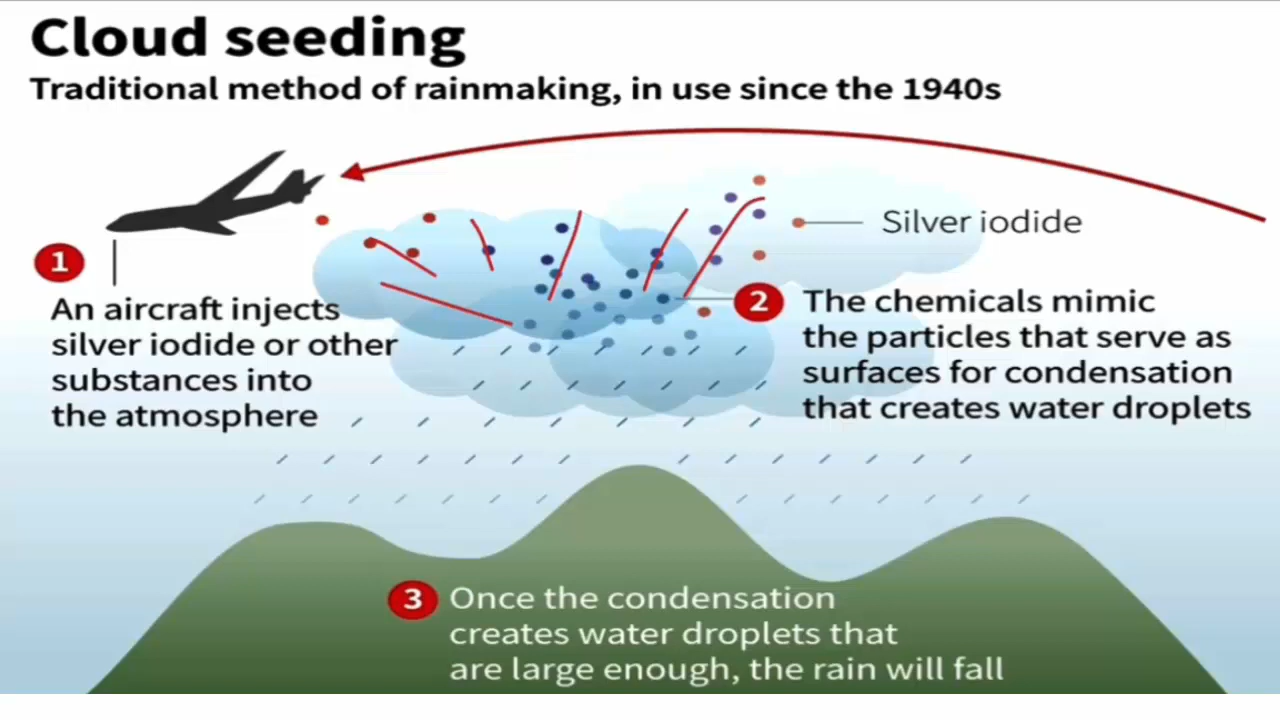 Cloud seeding
Traditional method of rainmaking, in use since the 1940s
Silver iodide
1
An aircraft injects
silver iodide or other
substances into
the atmosphere
2
The chemicals mimic
the particles that serve as
surfaces for condensation
that creates water droplets
3
Once the condensation
creates water droplets that
are large enough, the rain will fall